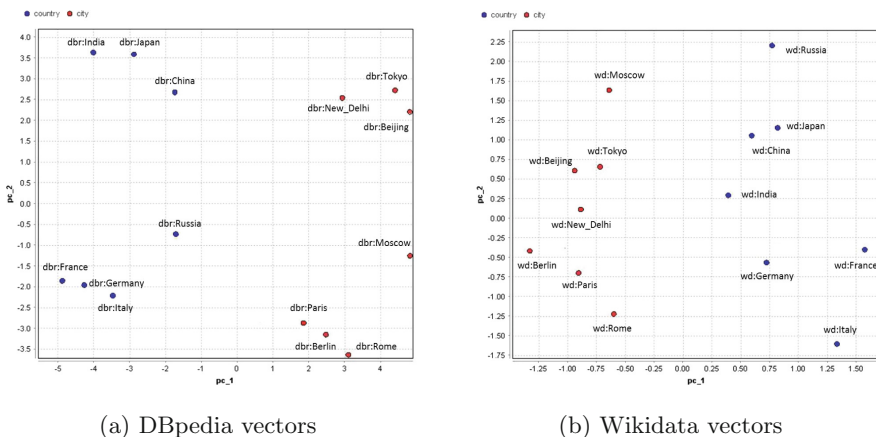 country city
4.0
3.5
3.0
2.5
2.0
1.5
1.0
0.5
0.0
-0.5
-1.0
-1.5
-2.0
-2.5
-3.0
-3.5
pc_2
dbr:India dbr:Japan
dbr:China
dbr:Tokyo
dbr:New_Delhi
dbr:Beijing
dbr:Russia
dbr:Moscow
dbr:France
dbr:Germany
dbr:Italy
dbr:Paris
dbr:Berlin dbr:Rome
-5 -4 -3 -2 -1 0 1 2 3 4
pc_1
(a) DBpedia vectors
country city
2.25
2.00
1.75
1.50
1.25
1.00
0.75
0.50
0.25
0.00
-0.25
-0.50
-0.75
-1.00
-1.25
-1.50
-1.75
pc_2
wd:Russia
wd:Moscow
wd:Japan
wd:China
wd:Tokyo
wd:Beijing
wd:India
wd:New_Delhi
wd:Berlin
wd:France
wd:Germany
wd:Paris
wd:Rome
wd:Italy
-1.25 -1.00 -0.75 -0.50 -0.25 0.00 0.25 0.50 0.75 1.00 1.25 1.50
pc_1
(b) Wikidata vectors